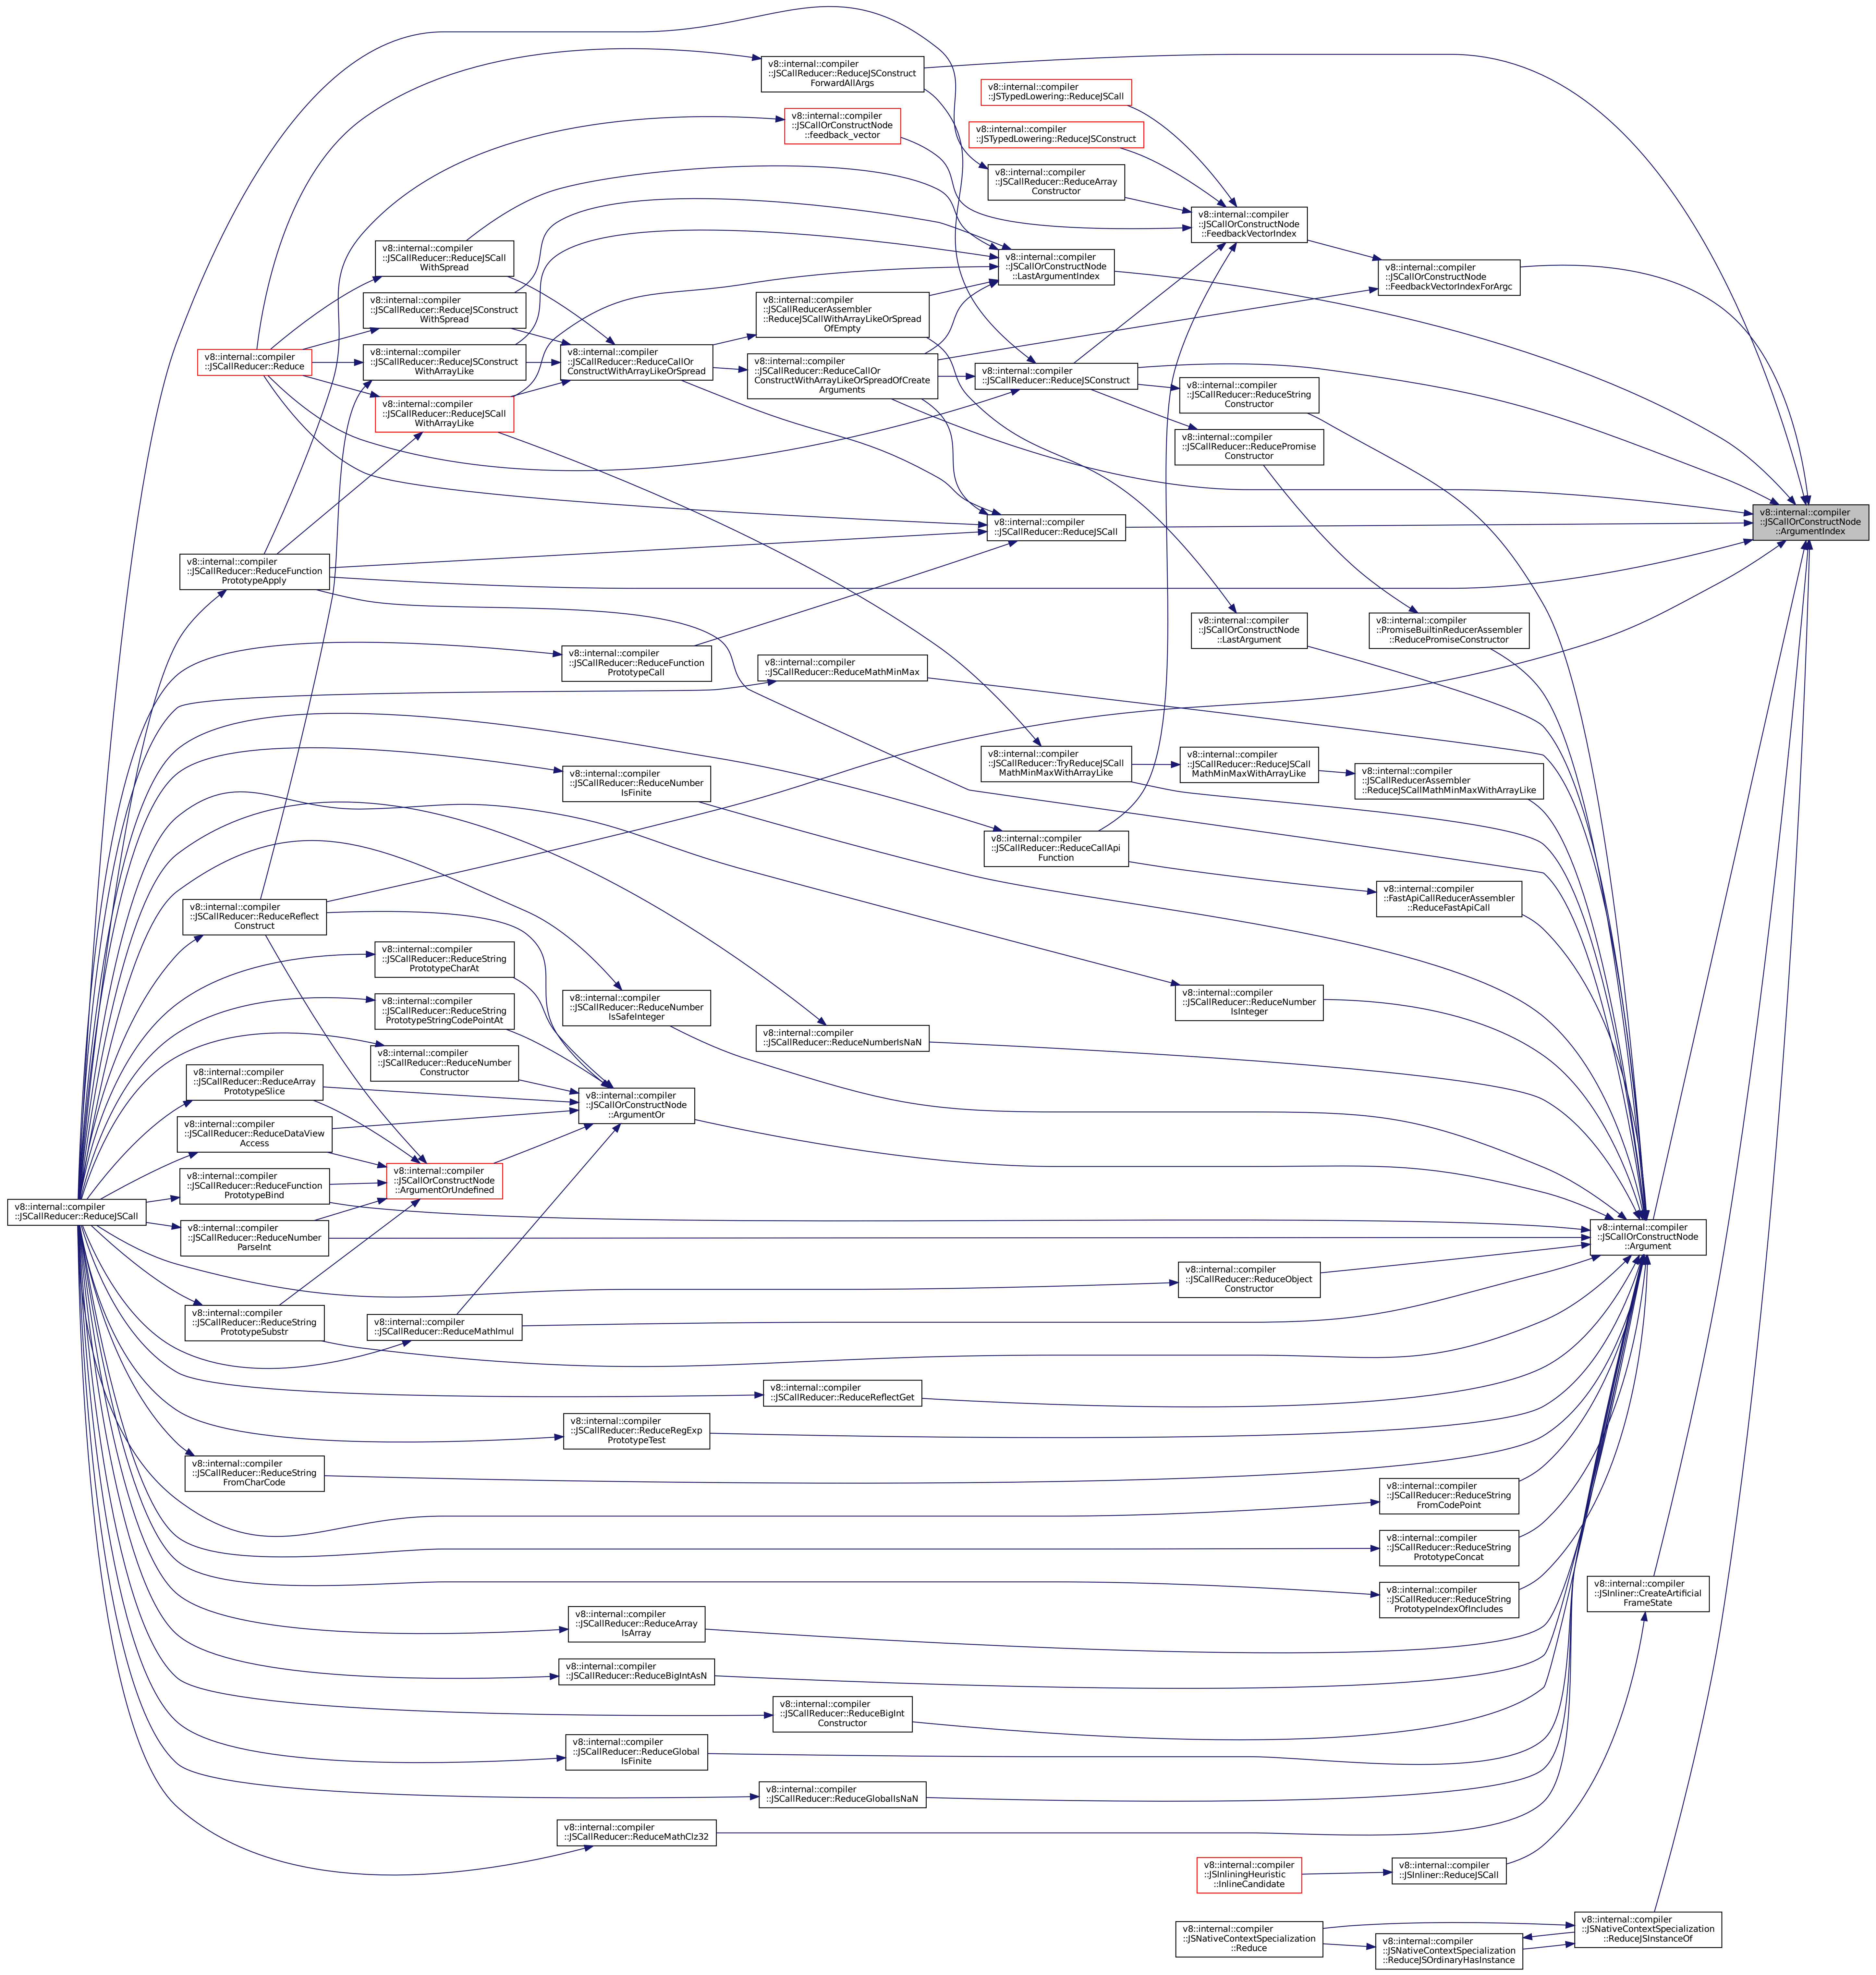 v8::internal::compiler
::JSCallReducer::ReduceJSConstruct
ForwardAllArgs
v8::internal::compiler
::JSTypedLowering::ReduceJSCall
v8::internal::compiler
::JSCallOrConstructNode
::feedback_vector
v8::internal::compiler
::JSTypedLowering::ReduceJSConstruct
v8::internal::compiler
::JSCallReducer::ReduceArray
Constructor
v8::internal::compiler
::JSCallOrConstructNode
::FeedbackVectorIndex
v8::internal::compiler
::JSCallReducer::ReduceJSCall
WithSpread
v8::internal::compiler
::JSCallOrConstructNode
::LastArgumentIndex
v8::internal::compiler
::JSCallOrConstructNode
::FeedbackVectorIndexForArgc
v8::internal::compiler
::JSCallReducer::ReduceJSConstruct
WithSpread
v8::internal::compiler
::JSCallReducerAssembler
::ReduceJSCallWithArrayLikeOrSpread
OfEmpty
v8::internal::compiler
::JSCallReducer::Reduce
v8::internal::compiler
::JSCallReducer::ReduceJSConstruct
WithArrayLike
v8::internal::compiler
::JSCallReducer::ReduceCallOr
ConstructWithArrayLikeOrSpread
v8::internal::compiler
::JSCallReducer::ReduceCallOr
ConstructWithArrayLikeOrSpreadOfCreate
Arguments
v8::internal::compiler
::JSCallReducer::ReduceJSConstruct
v8::internal::compiler
::JSCallReducer::ReduceString
Constructor
v8::internal::compiler
::JSCallReducer::ReduceJSCall
WithArrayLike
v8::internal::compiler
::JSCallReducer::ReducePromise
Constructor
v8::internal::compiler
::JSCallReducer::ReduceJSCall
v8::internal::compiler
::JSCallOrConstructNode
::ArgumentIndex
v8::internal::compiler
::JSCallReducer::ReduceFunction
PrototypeApply
v8::internal::compiler
::JSCallOrConstructNode
::LastArgument
v8::internal::compiler
::PromiseBuiltinReducerAssembler
::ReducePromiseConstructor
v8::internal::compiler
::JSCallReducer::ReduceFunction
PrototypeCall
v8::internal::compiler
::JSCallReducer::ReduceMathMinMax
v8::internal::compiler
::JSCallReducer::ReduceNumber
IsFinite
v8::internal::compiler
::JSCallReducer::TryReduceJSCall
MathMinMaxWithArrayLike
v8::internal::compiler
::JSCallReducer::ReduceJSCall
MathMinMaxWithArrayLike
v8::internal::compiler
::JSCallReducerAssembler
::ReduceJSCallMathMinMaxWithArrayLike
v8::internal::compiler
::JSCallReducer::ReduceCallApi
Function
v8::internal::compiler
::FastApiCallReducerAssembler
::ReduceFastApiCall
v8::internal::compiler
::JSCallReducer::ReduceReflect
Construct
v8::internal::compiler
::JSCallReducer::ReduceString
PrototypeCharAt
v8::internal::compiler
::JSCallReducer::ReduceString
PrototypeStringCodePointAt
v8::internal::compiler
::JSCallReducer::ReduceNumber
IsSafeInteger
v8::internal::compiler
::JSCallReducer::ReduceNumber
IsInteger
v8::internal::compiler
::JSCallReducer::ReduceNumberIsNaN
v8::internal::compiler
::JSCallReducer::ReduceNumber
Constructor
v8::internal::compiler
::JSCallReducer::ReduceArray
PrototypeSlice
v8::internal::compiler
::JSCallOrConstructNode
::ArgumentOr
v8::internal::compiler
::JSCallReducer::ReduceDataView
Access
v8::internal::compiler
::JSCallOrConstructNode
::ArgumentOrUndefined
v8::internal::compiler
::JSCallReducer::ReduceFunction
PrototypeBind
v8::internal::compiler
::JSCallReducer::ReduceJSCall
v8::internal::compiler
::JSCallReducer::ReduceNumber
ParseInt
v8::internal::compiler
::JSCallOrConstructNode
::Argument
v8::internal::compiler
::JSCallReducer::ReduceObject
Constructor
v8::internal::compiler
::JSCallReducer::ReduceString
PrototypeSubstr
v8::internal::compiler
::JSCallReducer::ReduceMathImul
v8::internal::compiler
::JSCallReducer::ReduceReflectGet
v8::internal::compiler
::JSCallReducer::ReduceRegExp
PrototypeTest
v8::internal::compiler
::JSCallReducer::ReduceString
FromCharCode
v8::internal::compiler
::JSCallReducer::ReduceString
FromCodePoint
v8::internal::compiler
::JSCallReducer::ReduceString
PrototypeConcat
v8::internal::compiler
::JSCallReducer::ReduceString
PrototypeIndexOfIncludes
v8::internal::compiler
::JSInliner::CreateArtificial
FrameState
v8::internal::compiler
::JSCallReducer::ReduceArray
IsArray
v8::internal::compiler
::JSCallReducer::ReduceBigIntAsN
v8::internal::compiler
::JSCallReducer::ReduceBigInt
Constructor
v8::internal::compiler
::JSCallReducer::ReduceGlobal
IsFinite
v8::internal::compiler
::JSCallReducer::ReduceGlobalIsNaN
v8::internal::compiler
::JSCallReducer::ReduceMathClz32
v8::internal::compiler
::JSInliningHeuristic
::InlineCandidate
v8::internal::compiler
::JSInliner::ReduceJSCall
v8::internal::compiler
::JSNativeContextSpecialization
::Reduce
v8::internal::compiler
::JSNativeContextSpecialization
::ReduceJSOrdinaryHasInstance
v8::internal::compiler
::JSNativeContextSpecialization
::ReduceJSInstanceOf